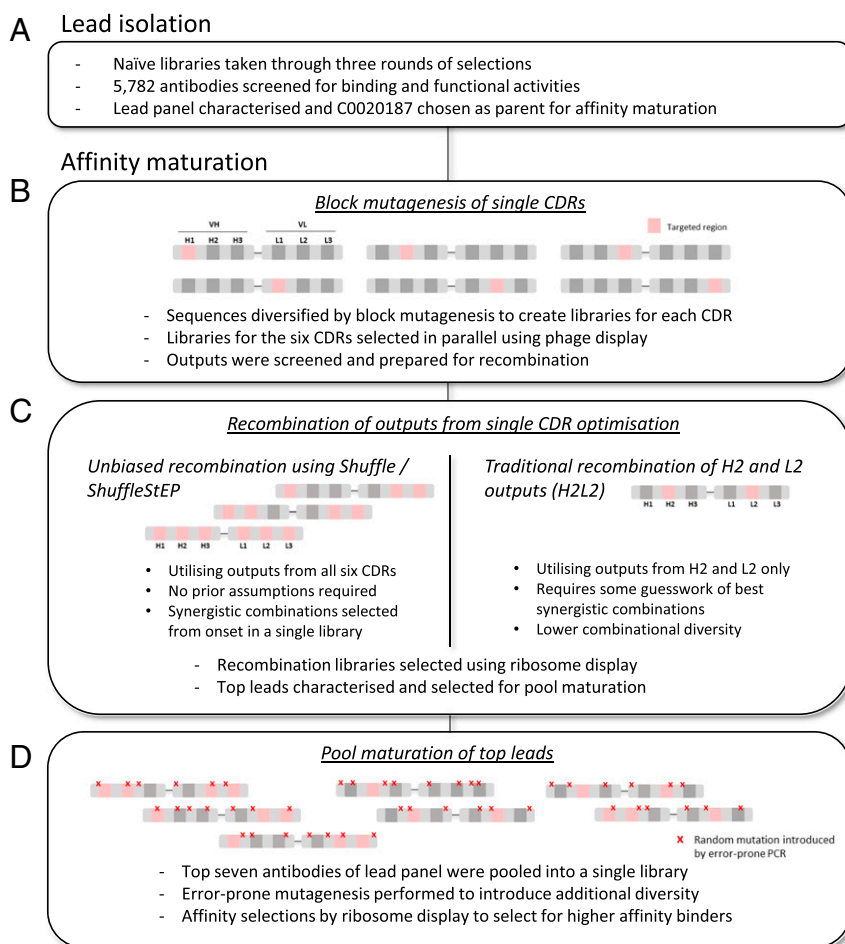 A
Lead isolation
- Naïve libraries taken through three rounds of selections
- 5,782 antibodies screened for binding and functional activities
- Lead panel characterised and C0020187 chosen as parent for affinity maturation
Affinity maturation
B
Block mutagenesis of single CDRs
VH VL
H1 H2 H3 L1 L2 L3
Targeted region
- Sequences diversified by block mutagenesis to create libraries for each CDR
- Libraries for the six CDRs selected in parallel using phage display
- Outputs were screened and prepared for recombination
C
Recombination of outputs from single CDR optimisation
Unbiased recombination using Shuffle /
ShuffleStEP
H1 H2 H3 L1 L2 L3
• Utilising outputs from all six CDRs
• No prior assumptions required
• Synergistic combinations selected
from onset in a single library
Traditional recombination of H2 and L2
outputs (H2L2)
H1 H2 H3 L1 L2 L3
• Utilising outputs from H2 and L2 only
• Requires some guesswork of best
synergistic combinations
• Lower combinational diversity
- Recombination libraries selected using ribosome display
- Top leads characterised and selected for pool maturation
D
Pool maturation of top leads
x Random mutation introduced
by error-prone PCR
- Top seven antibodies of lead panel were pooled into a single library
- Error-prone mutagenesis performed to introduce additional diversity
- Affinity selections by ribosome display to select for higher affinity binders